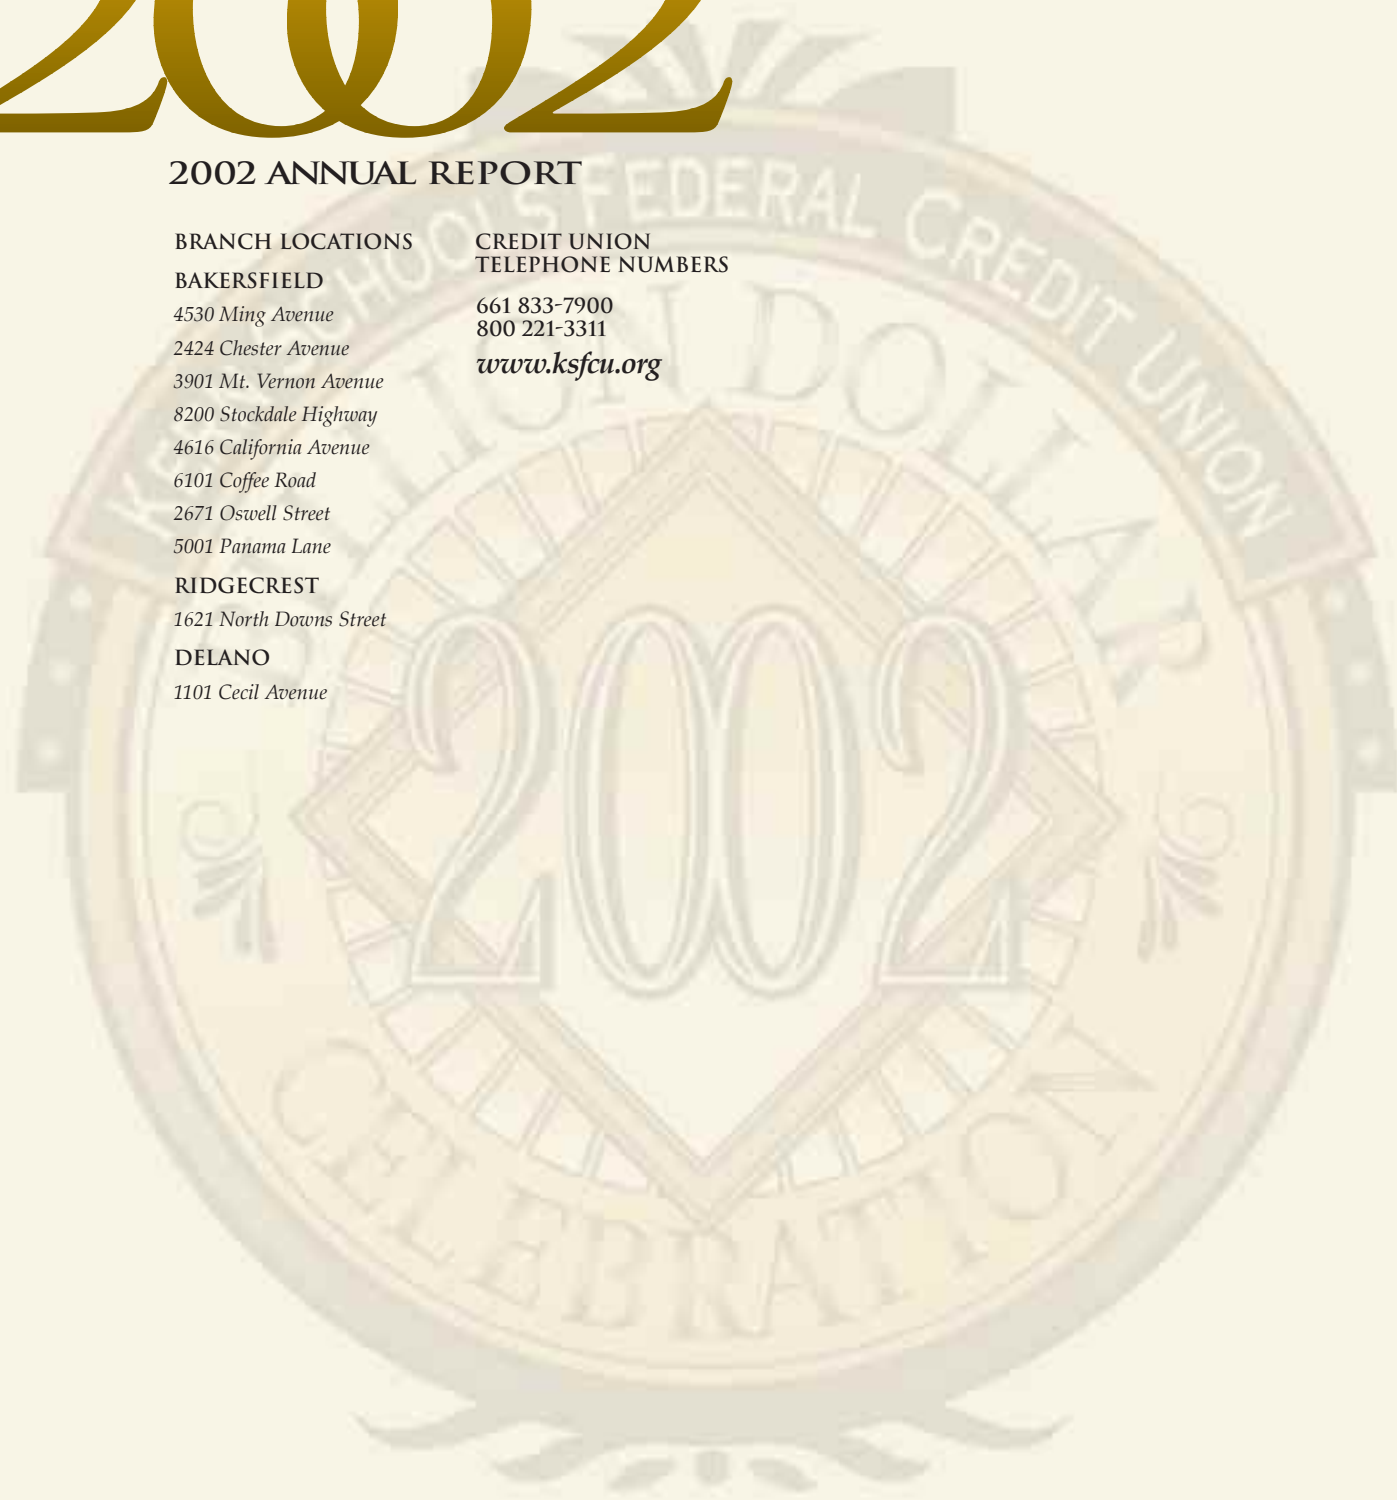 2002
2002 ANNUAL REPORT
BRANCH LOCATIONS
BAKERSFIELD
4530 Ming Avenue
2424 Chester Avenue
3901 Mt. Vernon Avenue
8200 Stockdale Highway
4616 California Avenue
6101 Coffee Road
2671 Oswell Street
5001 Panama Lane
RIDGECREST
1621 North Downs Street
DELANO
1101 Cecil Avenue
CREDIT UNION
TELEPHONE NUMBERS
661 833-7900
800 221-3311
www.ksfcu.org
SCHOOLS FEDERAL CREDIT UNION
BILLION DOLLAR
2002
CELEBRATION